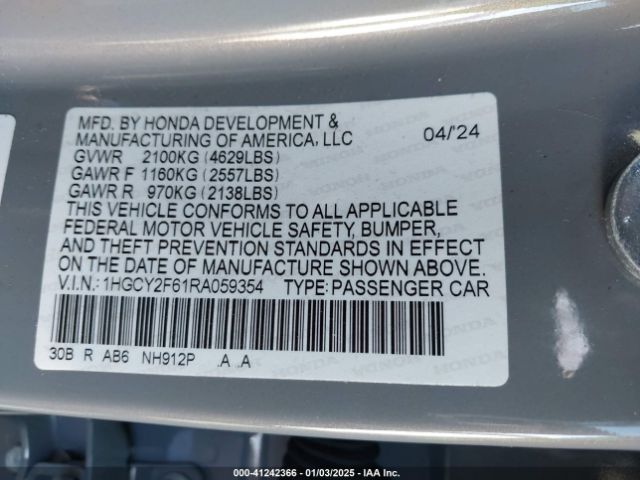 MFD. BY HONDA DEVELOPMENT &
MANUFACTURING OF AMERICA, LLC 04/'24
GVWR 2100KG (4629LBS)
GAWR F 1160KG (2557LBS)
GAWR R 970KG (2138LBS)
THIS VEHICLE CONFORMS TO ALL APPLICABLE
FEDERAL MOTOR VEHICLE SAFETY, BUMPER,
AND THEFT PREVENTION STANDARDS IN EFFECT
ON THE DATE OF MANUFACTURE SHOWN ABOVE.
V.I.N.: 1HGCY2F61RA059354 TYPE: PASSENGER CAR
30B R AB6 NH912P .A .A
000-41242366 - 01/03/2025 - IAA Inc.